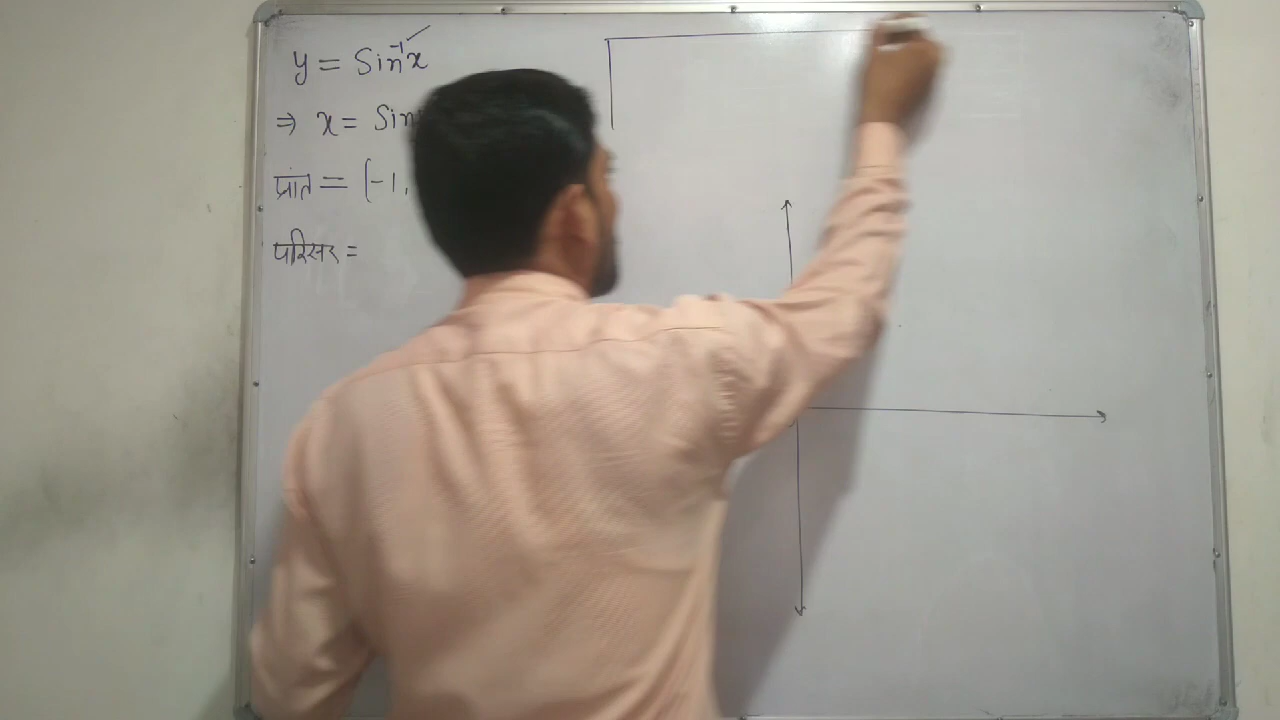 y = Sin⁻¹x ✓
⇒ x = Sin
प्रांत = [-1,
परिसर =